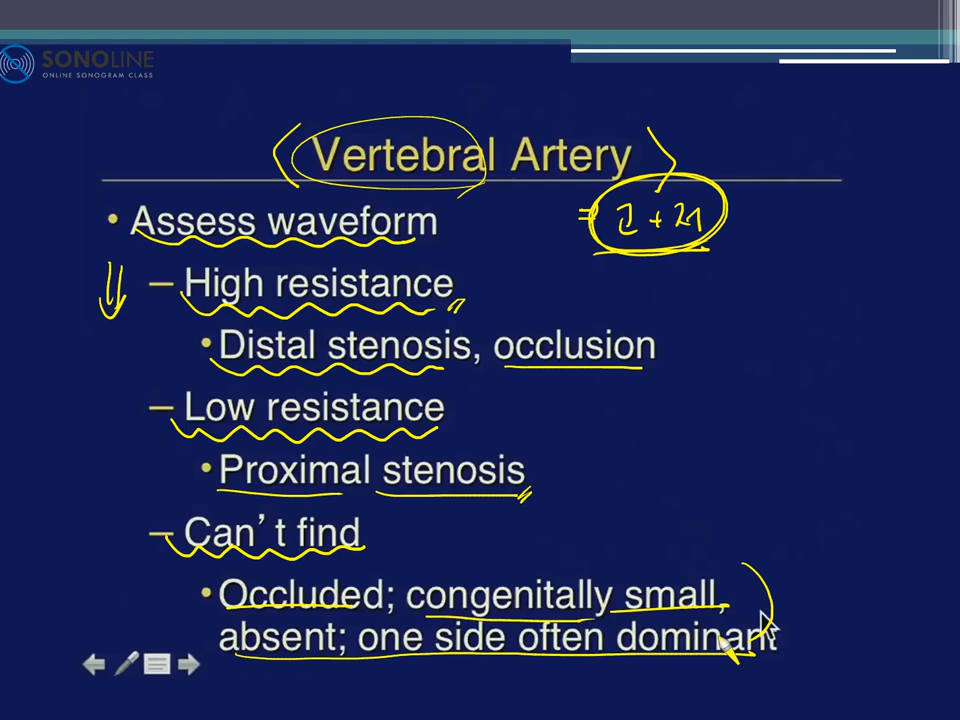 SONOLINE
ONLINE SONOGRAM CLASS
Vertebral Artery
• Assess waveform
– High resistance
• Distal stenosis, occlusion
– Low resistance
• Proximal stenosis
– Can’t find
• Occluded; congenitally small,
absent; one side often dominant